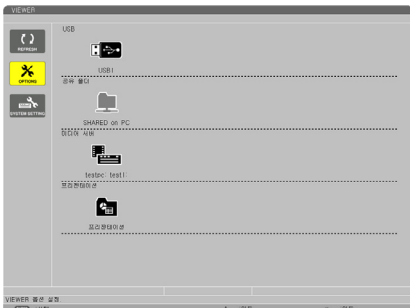 VIEWER
REFRESH
OPTIONS
SYSTEM SETTING
USB
USB1
공유 폴더
SHARED on PC
미디어 서버
testpc: test1:
프리젠테이션
프리젠테이션
VIEWER 옵션 설정